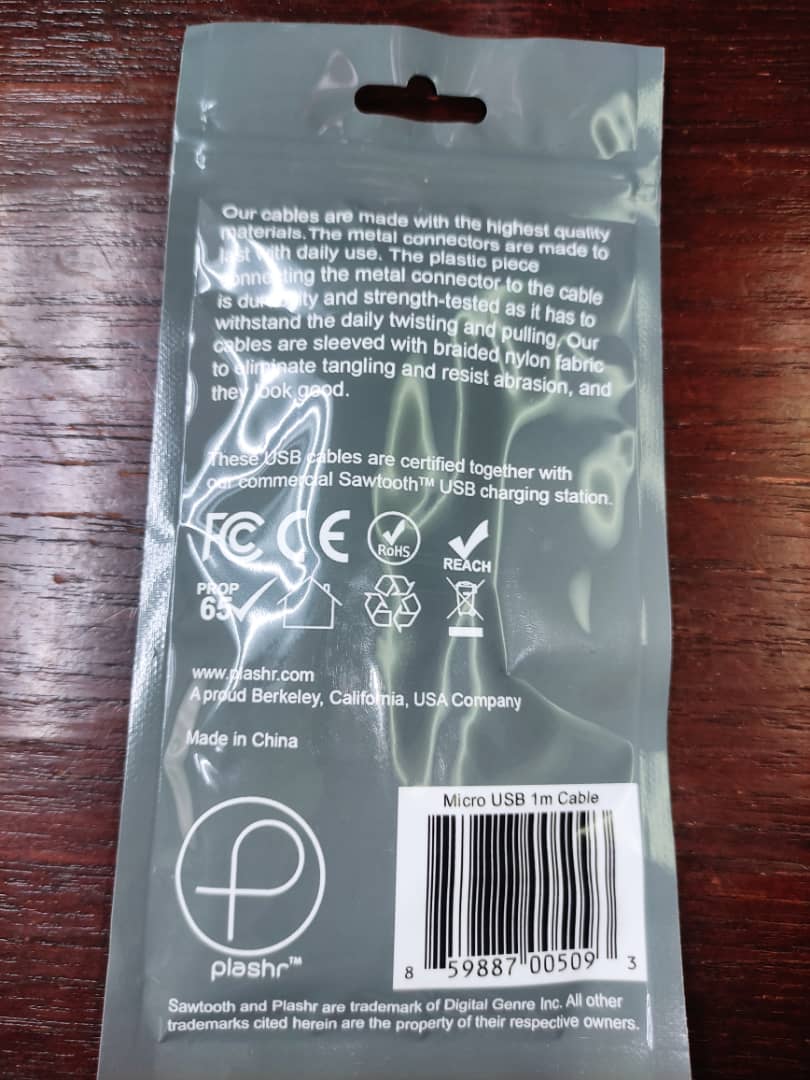 Our cables are made with the highest quality
materials. The metal connectors are made to
last with daily use. The plastic piece
connecting the metal connector to the cable
is durability and strength-tested as it has to
withstand the daily twisting and pulling. Our
cables are sleeved with braided nylon fabric
to eliminate tangling and resist abrasion, and
they look good.
These USB cables are certified together with
our commercial Sawtooth™ USB charging station.
FC CE RoHS REACH
PROP
65
www.plashr.com
A proud Berkeley, California, USA Company
Made in China
Micro USB 1m Cable
8 59887 00509 3
plashr™
Sawtooth and Plashr are trademark of Digital Genre Inc. All other
trademarks cited herein are the property of their respective owners.